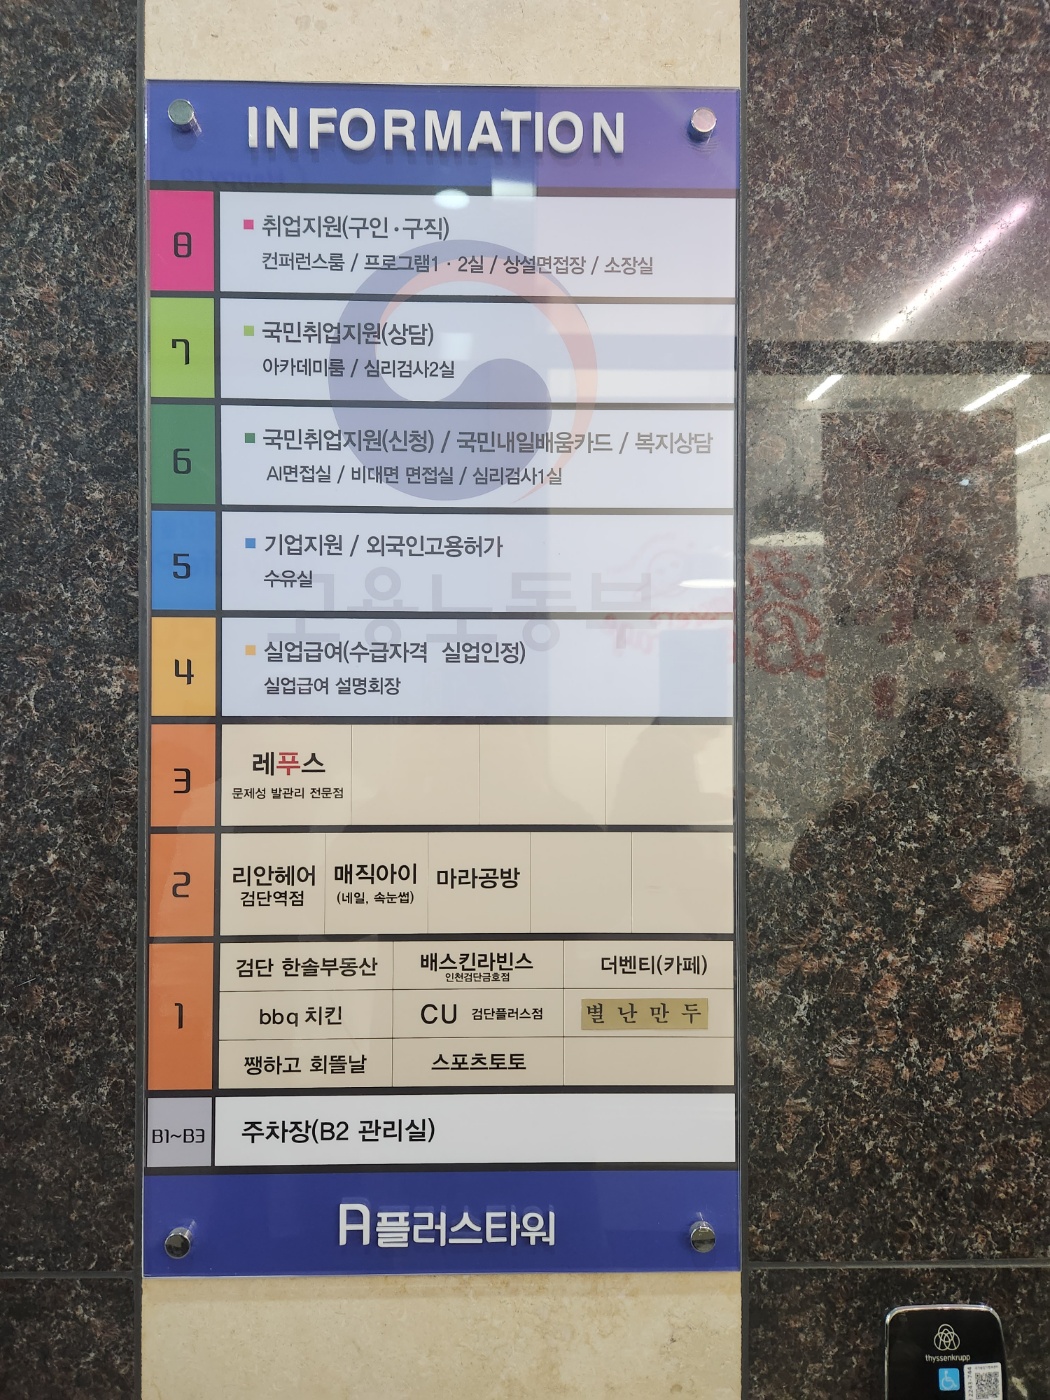 INFORMATION
8
취업지원(구인·구직)
컨퍼런스룸 / 프로그램1·2실 / 상설면접장 / 소장실
7
국민취업지원(상담)
아카데미룸 / 심리검사2실
6
국민취업지원(신청) / 국민내일배움카드 / 복지상담
AI면접실 / 비대면 면접실 / 심리검사1실
5
기업지원 / 외국인고용허가
수유실
고용노동부
4
실업급여(수급자격 실업인정)
실업급여 설명회장
3
레푸스
문제성 발관리 전문점
2
리안헤어 매직아이 마라공방
검단역점 (네일, 속눈썹)
1
검단 한솔부동산 배스킨라빈스 더벤티(카페)
인천검단금호점
bbq 치킨 CU 검단플러스점 별난만두
쨍하고 회뜰날 스포츠토토
B1~B3
주차장(B2 관리실)
A플러스타워
thyssenkrupp